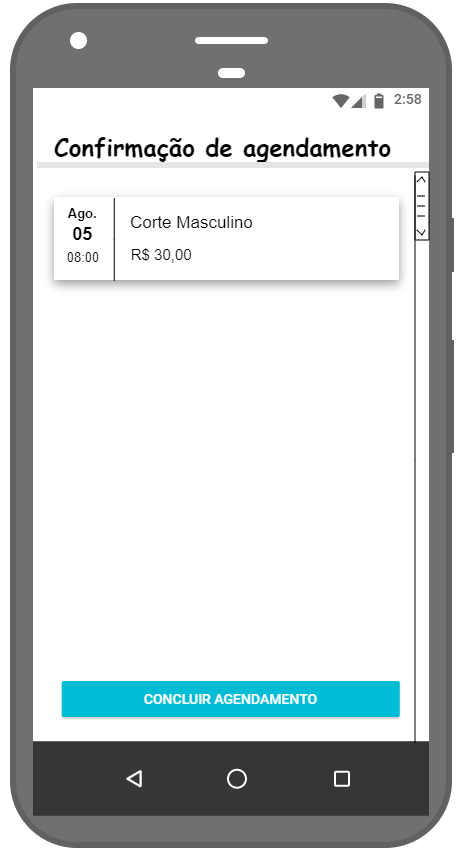 2:58
Confirmação de agendamento
Ago.
05
08:00
Corte Masculino
R$ 30,00
CONCLUIR AGENDAMENTO